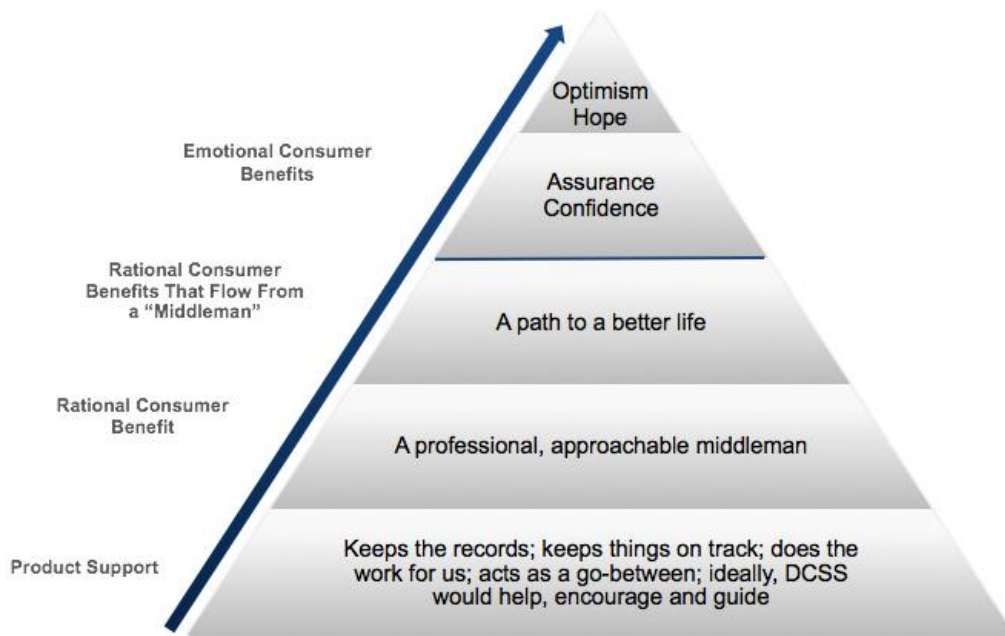 Optimism
Hope
Emotional Consumer
Benefits
Assurance
Confidence
Rational Consumer
Benefits That Flow From
a “Middleman”
A path to a better life
Rational Consumer
Benefit
A professional, approachable middleman
Product Support
Keeps the records; keeps things on track; does the
work for us; acts as a go-between; ideally, DCSS
would help, encourage and guide